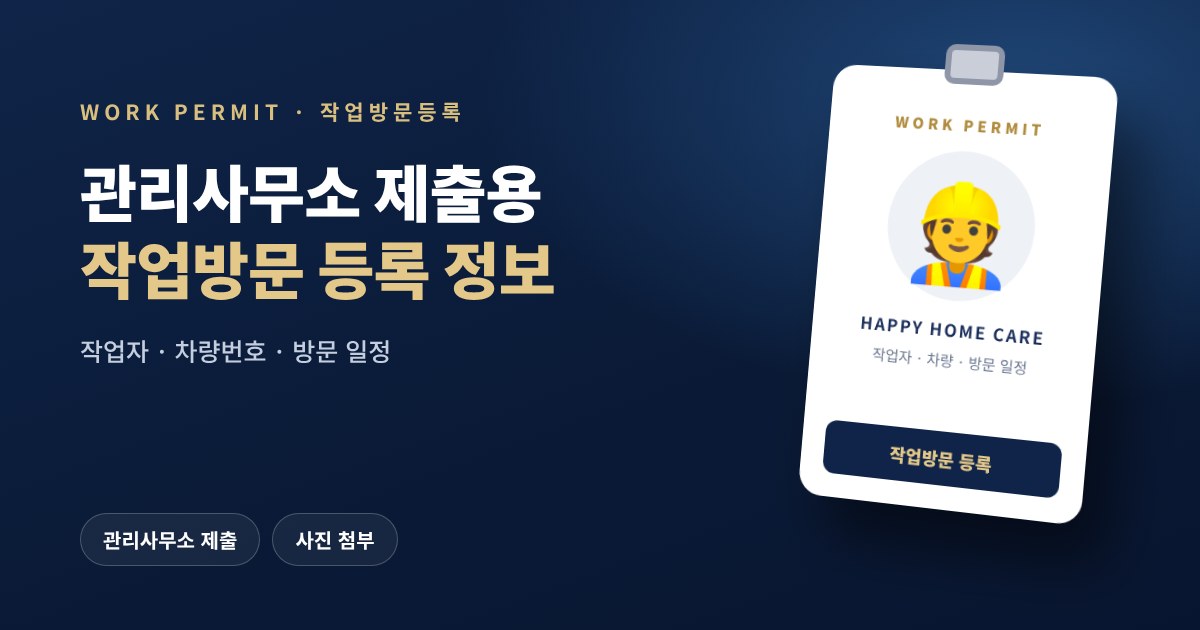 WORK PERMIT · 작업방문등록
관리사무소 제출용
작업방문 등록 정보
작업자 · 차량번호 · 방문 일정
관리사무소 제출
사진 첨부
WORK PERMIT
HAPPY HOME CARE
작업자 · 차량 · 방문 일정
작업방문 등록